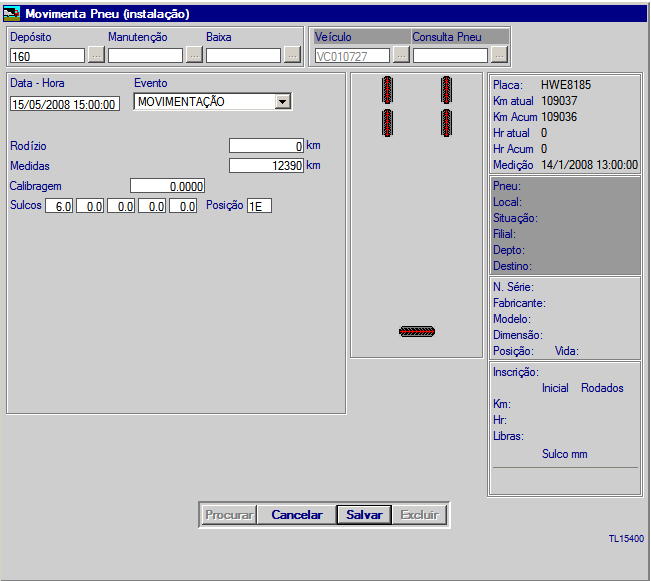 Movimenta Pneu (instalação)
Depósito Manutenção Baixa Veículo Consulta Pneu
160 ... ... ... VC010727 ... ...
Data - Hora Evento
15/05/2008 15:00:00 MOVIMENTAÇÃO
Rodízio 0 km
Medidas 12390 km
Calibragem 0.0000
Sulcos 6.0 0.0 0.0 0.0 0.0 Posição 1E
Placa: HWE8185
Km atual 109037
Km Acum 109036
Hr atual 0
Hr Acum 0
Medição 14/1/2008 13:00:00
Pneu:
Local:
Situação:
Filial:
Depto:
Destino:
N. Série:
Fabricante:
Modelo:
Dimensão:
Posição: Vida:
Inscrição:
Inicial Rodados
Km:
Hr:
Libras:
Sulco mm
Procurar Cancelar Salvar Excluir
TL15400